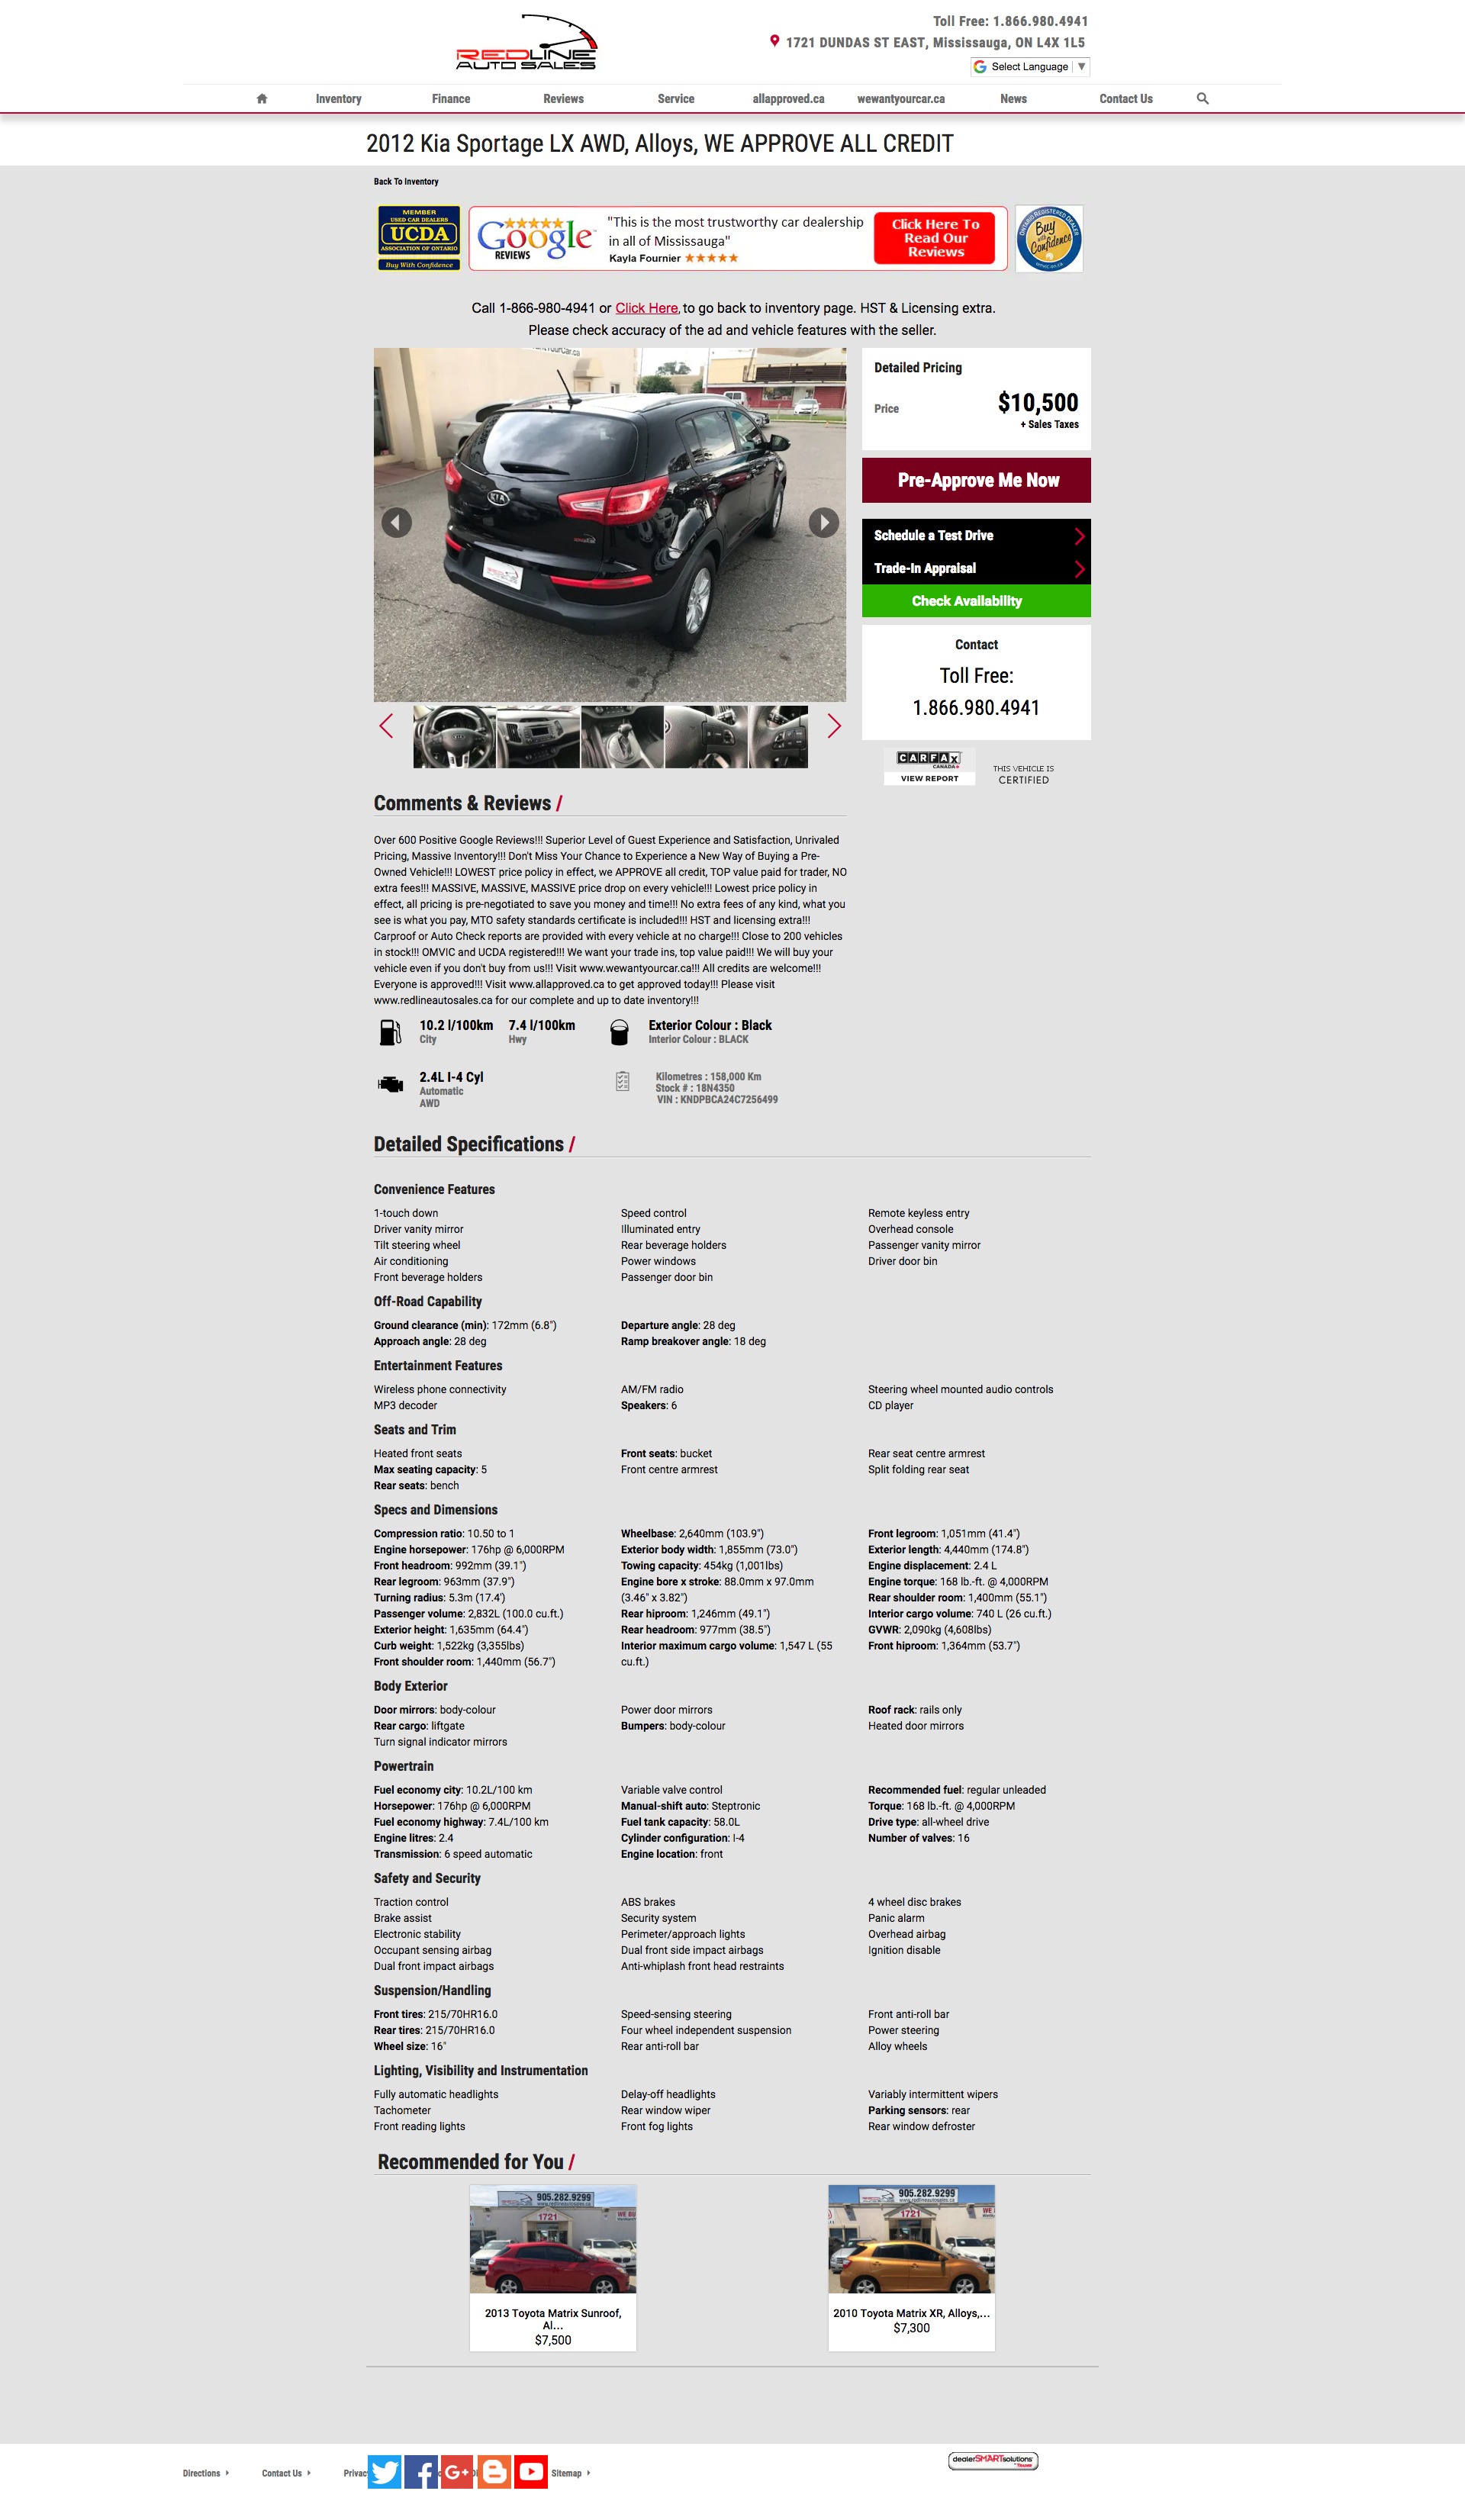 REDLINE
AUTO SALES
Toll Free: 1.866.980.4941
1721 DUNDAS ST EAST, Mississauga, ON L4X 1L5
Select Language ▼
Inventory Finance Reviews Service allapproved.ca wewantyourcar.ca News Contact Us
2012 Kia Sportage LX AWD, Alloys, WE APPROVE ALL CREDIT
Back To Inventory
MEMBER
USED CAR DEALERS
UCDA
ASSOCIATION OF ONTARIO
Buy With Confidence
Google
REVIEWS
"This is the most trustworthy car dealership
in all of Mississauga"
Kayla Fournier
Click Here To
Read Our
Reviews
ONTARIO REGISTERED DEALER
Buy
with
Confidence
Call 1-866-980-4941 or Click Here, to go back to inventory page. HST & Licensing extra.
Please check accuracy of the ad and vehicle features with the seller.
KIA
Detailed Pricing
Price $10,500
+ Sales Taxes
Pre-Approve Me Now
Schedule a Test Drive
Trade-In Appraisal
Check Availability
Contact
Toll Free:
1.866.980.4941
CARFAX
CANADA
VIEW REPORT
THIS VEHICLE IS
CERTIFIED
Comments & Reviews /
Over 600 Positive Google Reviews!!! Superior Level of Guest Experience and Satisfaction, Unrivaled
Pricing, Massive Inventory!!! Don't Miss Your Chance to Experience a New Way of Buying a Pre-
Owned Vehicle!!! LOWEST price policy in effect, we APPROVE all credit, TOP value paid for trader, NO
extra fees!!! MASSIVE, MASSIVE, MASSIVE price drop on every vehicle!!! Lowest price policy in
effect, all pricing is pre-negotiated to save you money and time!!! No extra fees of any kind, what you
see is what you pay, MTO safety standards certificate is included!!! HST and licensing extra!!!
Carproof or Auto Check reports are provided with every vehicle at no charge!!! Close to 200 vehicles
in stock!!! OMVIC and UCDA registered!!! We want your trade ins, top value paid!!! We will buy your
vehicle even if you don't buy from us!!! Visit www.wewantyourcar.ca!!! All credits are welcome!!!
Everyone is approved!!! Visit www.allapproved.ca to get approved today!!! Please visit
www.redlineautosales.ca for our complete and up to date inventory!!!
10.2 l/100km 7.4 l/100km Exterior Colour : Black
City Hwy Interior Colour : BLACK
2.4L I-4 Cyl
Automatic
AWD
Kilometres : 158,000 Km
Stock # : 18N4350
VIN : KNDPBCA24C7256499
Detailed Specifications /
Convenience Features
1-touch down Speed control Remote keyless entry
Driver vanity mirror Illuminated entry Overhead console
Tilt steering wheel Rear beverage holders Passenger vanity mirror
Air conditioning Power windows Driver door bin
Front beverage holders Passenger door bin
Off-Road Capability
Ground clearance (min): 172mm (6.8") Departure angle: 28 deg
Approach angle: 28 deg Ramp breakover angle: 18 deg
Entertainment Features
Wireless phone connectivity AM/FM radio Steering wheel mounted audio controls
MP3 decoder Speakers: 6 CD player
Seats and Trim
Heated front seats Front seats: bucket Rear seat centre armrest
Max seating capacity: 5 Front centre armrest Split folding rear seat
Rear seats: bench
Specs and Dimensions
Compression ratio: 10.50 to 1 Wheelbase: 2,640mm (103.9") Front legroom: 1,051mm (41.4")
Engine horsepower: 176hp @ 6,000RPM Exterior body width: 1,855mm (73.0") Exterior length: 4,440mm (174.8")
Front headroom: 992mm (39.1") Towing capacity: 454kg (1,001lbs) Engine displacement: 2.4 L
Rear legroom: 963mm (37.9") Engine bore x stroke: 88.0mm x 97.0mm Engine torque: 168 lb.-ft. @ 4,000RPM
Turning radius: 5.3m (17.4') (3.46" x 3.82") Rear shoulder room: 1,400mm (55.1")
Passenger volume: 2,832L (100.0 cu.ft.) Rear hiproom: 1,246mm (49.1") Interior cargo volume: 740 L (26 cu.ft.)
Exterior height: 1,635mm (64.4") Rear headroom: 977mm (38.5") GVWR: 2,090kg (4,608lbs)
Curb weight: 1,522kg (3,355lbs) Interior maximum cargo volume: 1,547 L (55 Front hiproom: 1,364mm (53.7")
Front shoulder room: 1,440mm (56.7") cu.ft.)
Body Exterior
Door mirrors: body-colour Power door mirrors Roof rack: rails only
Rear cargo: liftgate Bumpers: body-colour Heated door mirrors
Turn signal indicator mirrors
Powertrain
Fuel economy city: 10.2L/100 km Variable valve control Recommended fuel: regular unleaded
Horsepower: 176hp @ 6,000RPM Manual-shift auto: Steptronic Torque: 168 lb.-ft. @ 4,000RPM
Fuel economy highway: 7.4L/100 km Fuel tank capacity: 58.0L Drive type: all-wheel drive
Engine litres: 2.4 Cylinder configuration: I-4 Number of valves: 16
Transmission: 6 speed automatic Engine location: front
Safety and Security
Traction control ABS brakes 4 wheel disc brakes
Brake assist Security system Panic alarm
Electronic stability Perimeter/approach lights Overhead airbag
Occupant sensing airbag Dual front side impact airbags Ignition disable
Dual front impact airbags Anti-whiplash front head restraints
Suspension/Handling
Front tires: 215/70HR16.0 Speed-sensing steering Front anti-roll bar
Rear tires: 215/70HR16.0 Four wheel independent suspension Power steering
Wheel size: 16" Rear anti-roll bar Alloy wheels
Lighting, Visibility and Instrumentation
Fully automatic headlights Delay-off headlights Variably intermittent wipers
Tachometer Rear window wiper Parking sensors: rear
Front reading lights Front fog lights Rear window defroster
Recommended for You /
905.282.9299
1721
905.282.9299
1721
2013 Toyota Matrix Sunroof,
Al...
$7,500
2010 Toyota Matrix XR, Alloys,...
$7,300
dealerSMARTsolutions
Directions Contact Us Privac Sitemap